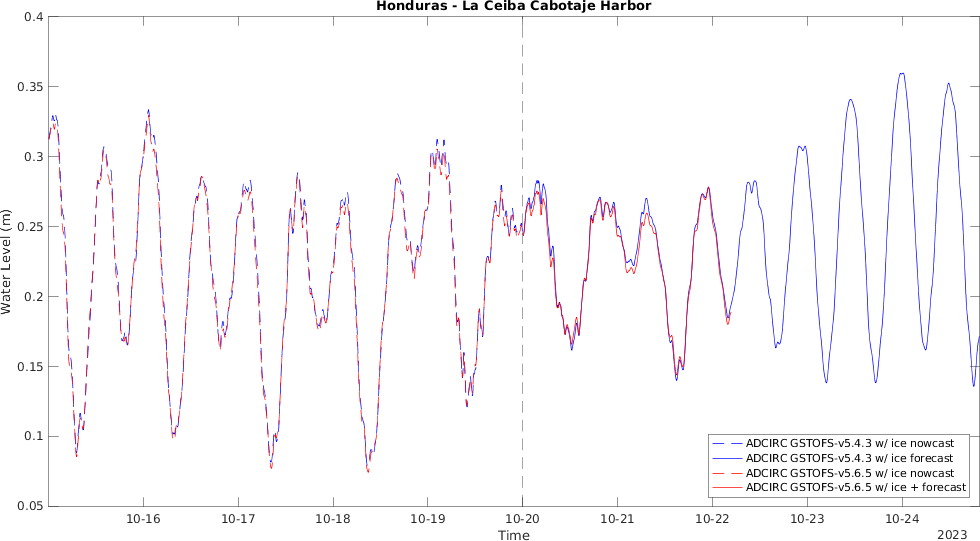 Honduras - La Ceiba Cabotaje Harbor
0.4
0.35
0.3
0.25
0.2
0.15
0.1
0.05
Water Level (m)
10-16
10-17
10-18
10-19
10-20
10-21
10-22
10-23
10-24
Time
2023
ADCIRC GSTOFS-v5.4.3 w/ ice nowcast
ADCIRC GSTOFS-v5.4.3 w/ ice forecast
ADCIRC GSTOFS-v5.6.5 w/ ice nowcast
ADCIRC GSTOFS-v5.6.5 w/ ice + forecast